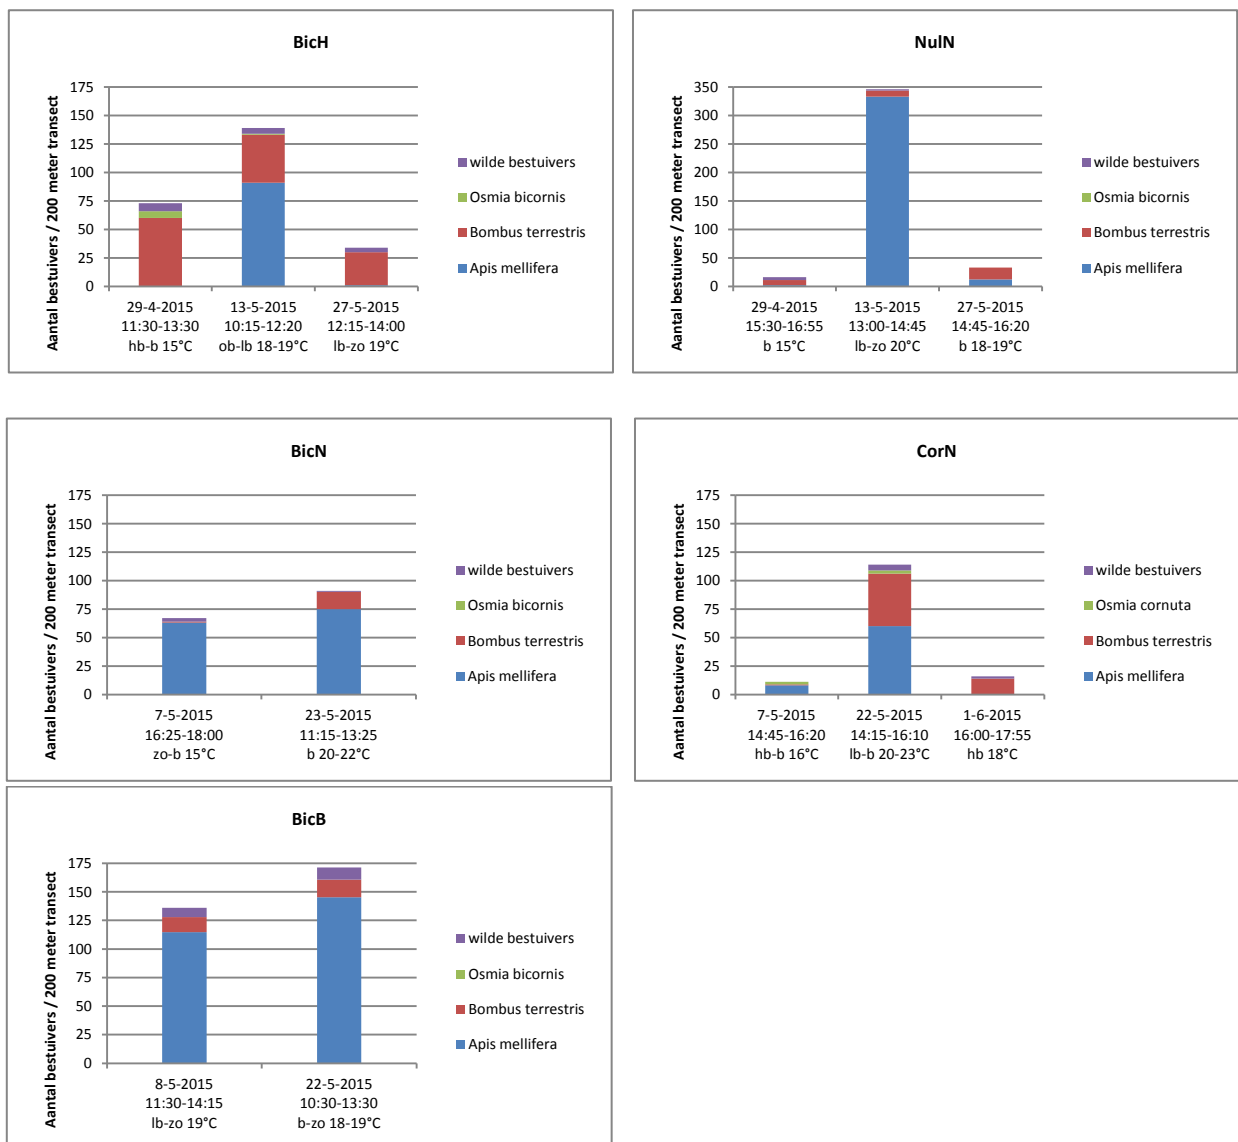 BicH
Aantal bestuivers / 200 meter transect
175
150
125
100
75
50
25
0
29-4-2015
11:30-13:30
hb-b 15°C
13-5-2015
10:15-12:20
ob-lb 18-19°C
27-5-2015
12:15-14:00
lb-zo 19°C
wilde bestuivers
Osmia bicornis
Bombus terrestris
Apis mellifera
NulN
Aantal bestuivers / 200 meter transect
350
300
250
200
150
100
50
0
29-4-2015
15:30-16:55
b 15°C
13-5-2015
13:00-14:45
lb-zo 20°C
27-5-2015
14:45-16:20
b 18-19°C
wilde bestuivers
Osmia bicornis
Bombus terrestris
Apis mellifera
BicN
Aantal bestuivers / 200 meter transect
175
150
125
100
75
50
25
0
7-5-2015
16:25-18:00
zo-b 15°C
23-5-2015
11:15-13:25
b 20-22°C
wilde bestuivers
Osmia bicornis
Bombus terrestris
Apis mellifera
CorN
Aantal bestuivers / 200 meter transect
175
150
125
100
75
50
25
0
7-5-2015
14:45-16:20
hb-b 16°C
22-5-2015
14:15-16:10
lb-b 20-23°C
1-6-2015
16:00-17:55
hb 18°C
wilde bestuivers
Osmia cornuta
Bombus terrestris
Apis mellifera
BicB
Aantal bestuivers / 200 meter transect
175
150
125
100
75
50
25
0
8-5-2015
11:30-14:15
lb-zo 19°C
22-5-2015
10:30-13:30
b-zo 18-19°C
wilde bestuivers
Osmia bicornis
Bombus terrestris
Apis mellifera